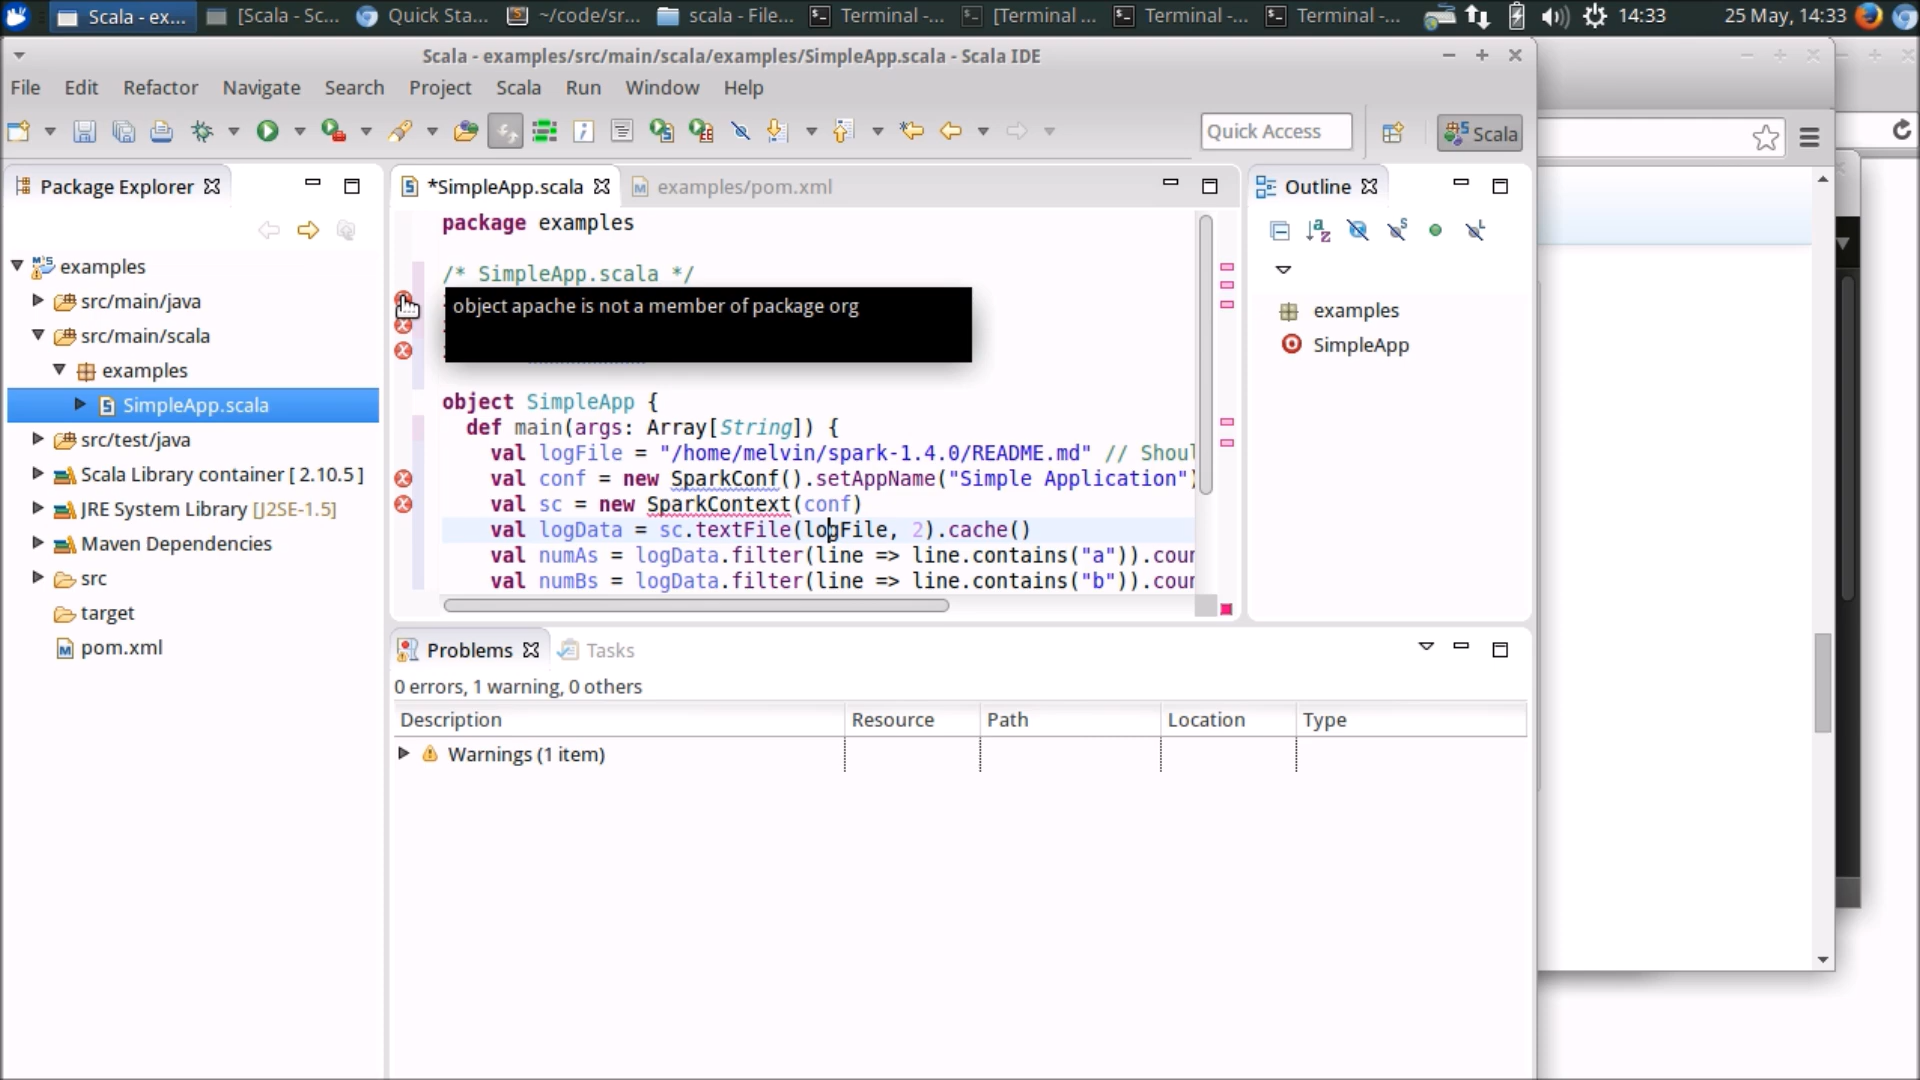 Scala - ex...
[Scala - Sc...
Quick Sta...
~/code/sr...
scala - File...
Terminal -...
[Terminal ...
Terminal -...
Terminal -...
14:33
25 May, 14:33
Scala - examples/src/main/scala/examples/SimpleApp.scala - Scala IDE
File Edit Refactor Navigate Search Project Scala Run Window Help
Quick Access
Scala
Package Explorer
examples
src/main/java
src/main/scala
examples
SimpleApp.scala
src/test/java
Scala Library container [ 2.10.5 ]
JRE System Library [J2SE-1.5]
Maven Dependencies
src
target
pom.xml
*SimpleApp.scala
examples/pom.xml
package examples
/* SimpleApp.scala */
object apache is not a member of package org
object SimpleApp {
def main(args: Array[String]) {
val logFile = "/home/melvin/spark-1.4.0/README.md" // Shoul
val conf = new SparkConf().setAppName("Simple Application")
val sc = new SparkContext(conf)
val logData = sc.textFile(logFile, 2).cache()
val numAs = logData.filter(line => line.contains("a")).cour
val numBs = logData.filter(line => line.contains("b")).cour
Outline
examples
SimpleApp
Problems
Tasks
0 errors, 1 warning, 0 others
Description Resource Path Location Type
Warnings (1 item)